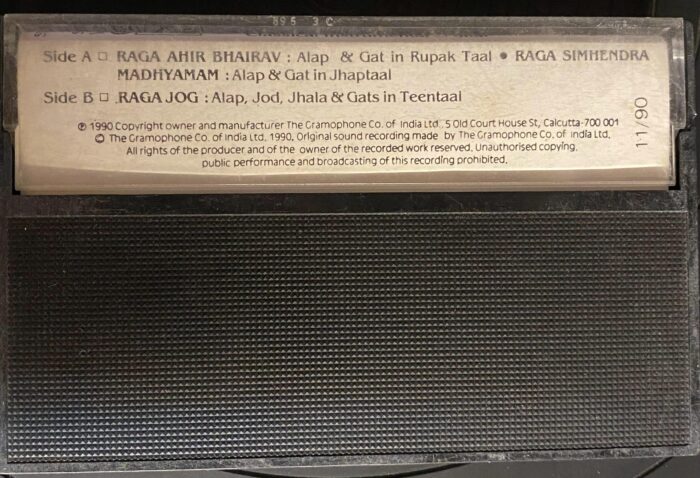 895 3 C
Side A □ RAGA AHIR BHAIRAV : Alap & Gat in Rupak Taal ● RAGA SIMHENDRA
MADHYAMAM : Alap & Gat in Jhaptaal
Side B □ RAGA JOG : Alap, Jod, Jhala & Gats in Teentaal
℗ 1990 Copyright owner and manufacturer The Gramophone Co. of India Ltd., 5 Old Court House St, Calcutta-700 001
© The Gramophone Co. of India Ltd. 1990. Original sound recording made by The Gramophone Co. of India Ltd.
All rights of the producer and of the owner of the recorded work reserved. Unauthorised copying,
public performance and broadcasting of this recording prohibited.
11/90